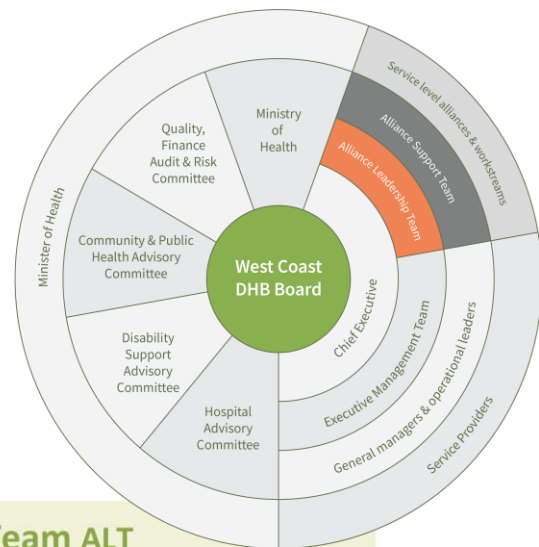 Minister of Health
Quality,
Finance
Audit & Risk
Committee
Ministry
of
Health
Service level alliances & workstreams
Alliance Support Team
Alliance Leadership Team
Community & Public
Health Advisory
Committee
West Coast
DHB Board
Chief Executive
Disability
Support
Advisory
Committee
Executive Management Team
General managers & operational leaders
Hospital
Advisory
Committee
Service Providers
Team ALT